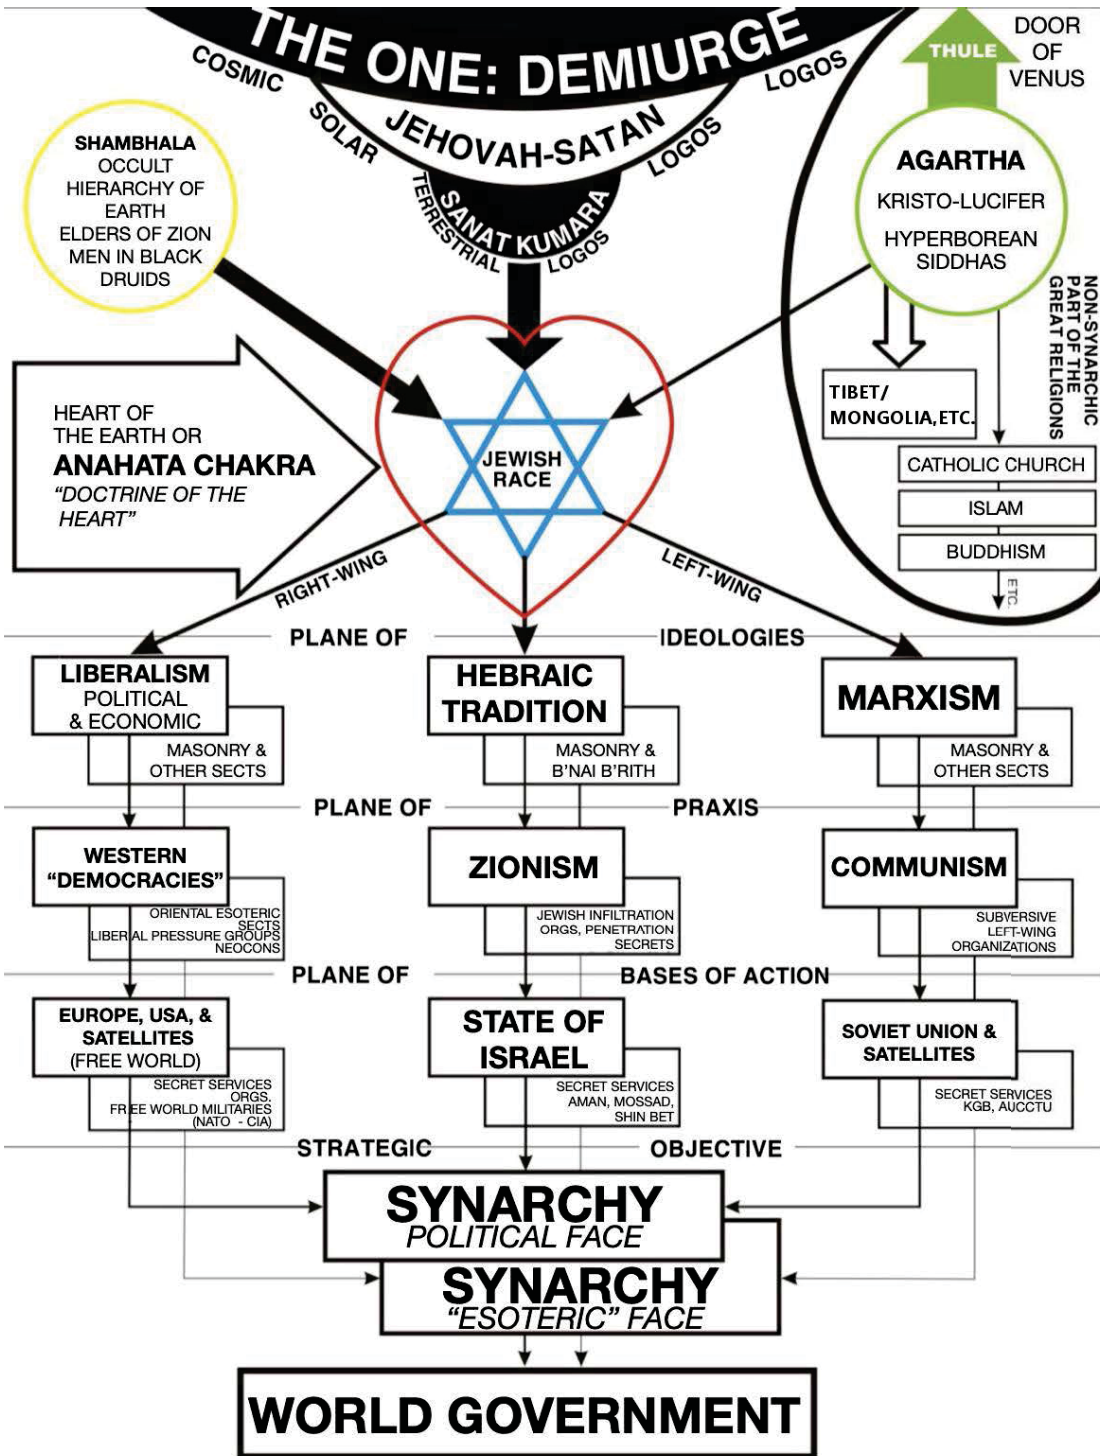 THE ONE: DEMIURGE
COSMIC LOGOS
JEHOVAH-SATAN
SOLAR LOGOS
SANAT KUMARA
TERRESTRIAL LOGOS
THULE
DOOR
OF
VENUS
SHAMBHALA
OCCULT
HIERARCHY OF
EARTH
ELDERS OF ZION
MEN IN BLACK
DRUIDS
AGARTHA
KRISTO-LUCIFER
HYPERBOREAN
SIDDHAS
NON-SYNARCHIC
PART OF THE
GREAT RELIGIONS
TIBET/
MONGOLIA,ETC.
CATHOLIC CHURCH
ISLAM
BUDDHISM
ETC.
HEART OF
THE EARTH OR
ANAHATA CHAKRA
“DOCTRINE OF THE
HEART”
JEWISH
RACE
RIGHT-WING
LEFT-WING
PLANE OF IDEOLOGIES
LIBERALISM
POLITICAL
& ECONOMIC
MASONRY &
OTHER SECTS
HEBRAIC
TRADITION
MASONRY &
B’NAI B’RITH
MARXISM
MASONRY &
OTHER SECTS
PLANE OF PRAXIS
WESTERN
“DEMOCRACIES”
ORIENTAL ESOTERIC
SECTS
LIBERIAL PRESSURE GROUPS
NEOCONS
ZIONISM
JEWISH INFILTRATION
ORGS, PENETRATION
SECRETS
COMMUNISM
SUBVERSIVE
LEFT-WING
ORGANIZATIONS
PLANE OF BASES OF ACTION
EUROPE, USA, &
SATELLITES
(FREE WORLD)
SECRET SERVICES
ORGS.
FREE WORLD MILITARIES
(NATO - CIA)
STATE OF
ISRAEL
SECRET SERVICES
AMAN, MOSSAD,
SHIN BET
SOVIET UNION &
SATELLITES
SECRET SERVICES
KGB, AUCCTU
STRATEGIC OBJECTIVE
SYNARCHY
POLITICAL FACE
SYNARCHY
“ESOTERIC” FACE
WORLD GOVERNMENT